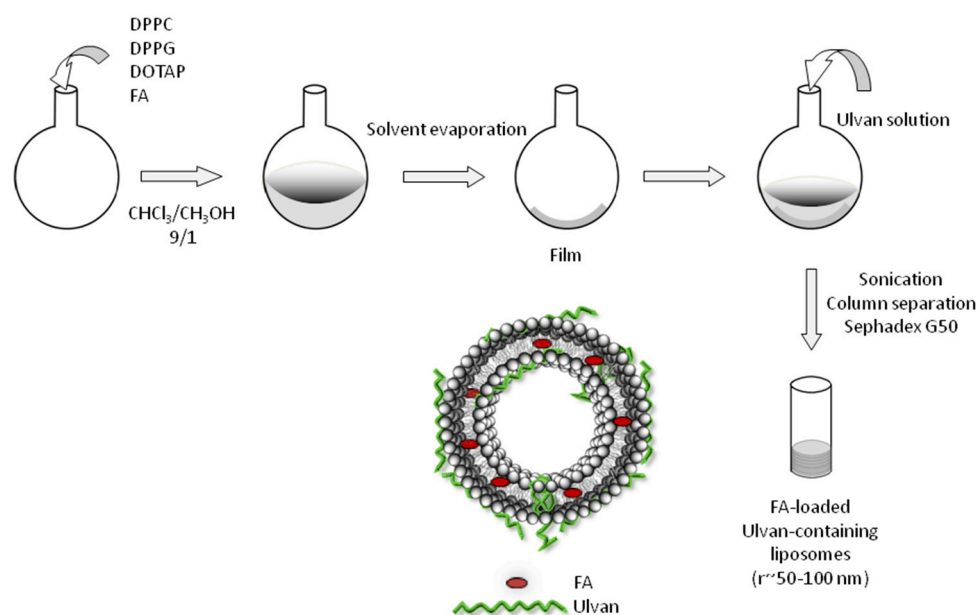 DPPC
DPPG
DOTAP
FA
CHCl₃/CH₃OH
9/1
Solvent evaporation
Film
Ulvan solution
Sonication
Column separation
Sephadex G50
FA-loaded
Ulvan-containing
liposomes
(r~50-100 nm)
FA
Ulvan